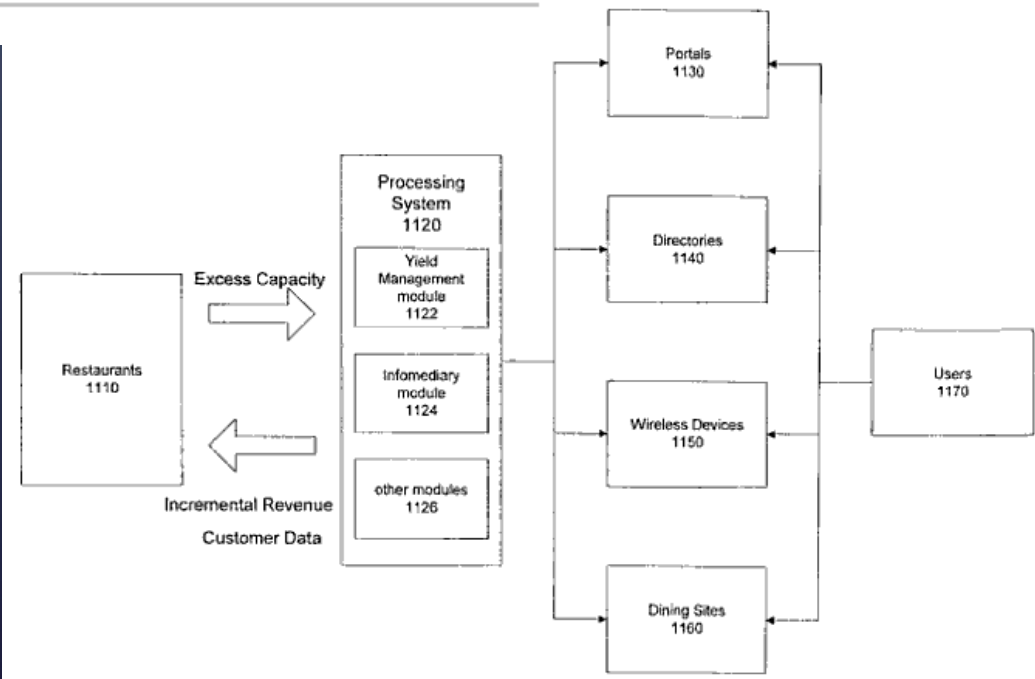 Restaurants
1110
Excess Capacity
Incremental Revenue
Customer Data
Processing
System
1120
Yield
Management
module
1122
Infomediary
module
1124
other modules
1126
Portals
1130
Directories
1140
Wireless Devices
1150
Dining Sites
1160
Users
1170